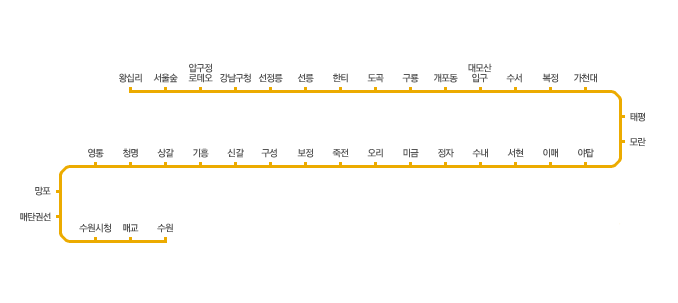 왕십리
서울숲
압구정
로데오
강남구청
선정릉
선릉
한티
도곡
구룡
개포동
대모산
입구
수서
복정
가천대
태평
모란
야탑
이매
서현
수내
정자
미금
오리
죽전
보정
구성
신갈
기흥
상갈
청명
영통
망포
매탄권선
수원시청
매교
수원